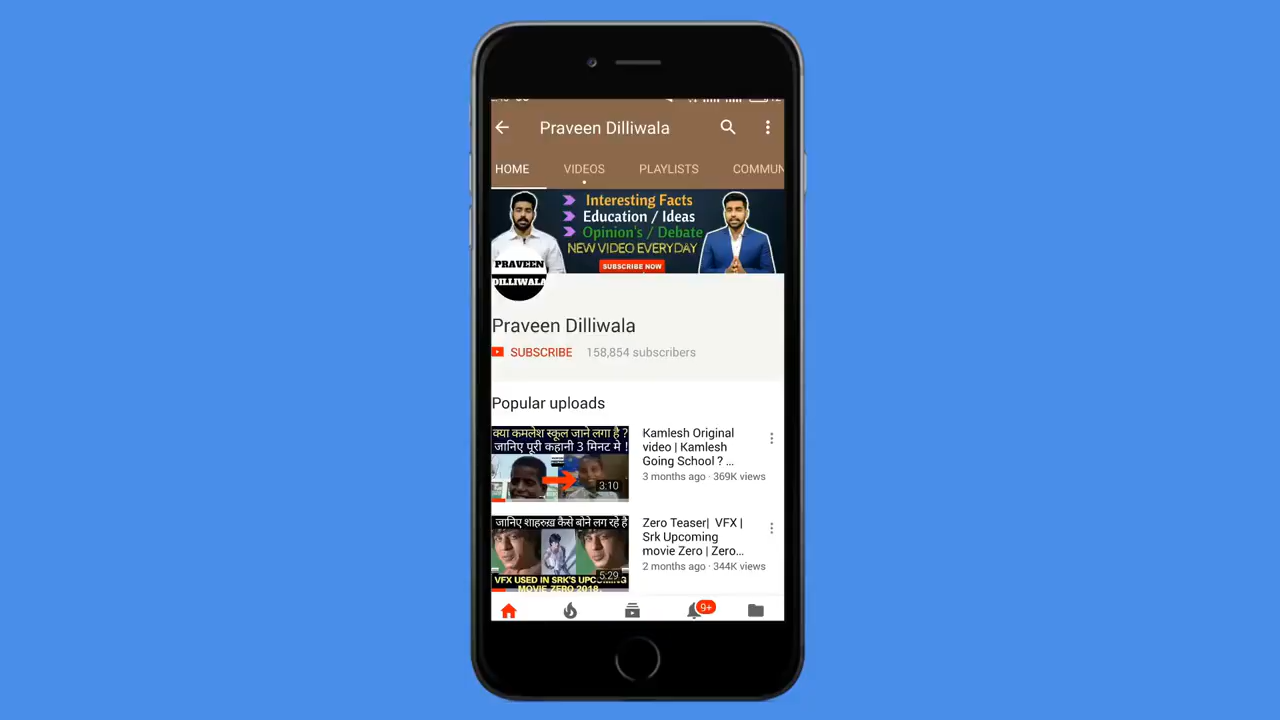 Praveen Dilliwala
HOME VIDEOS PLAYLISTS COMMUN
Interesting Facts
Education / Ideas
Opinion's / Debate
NEW VIDEO EVERYDAY
SUBSCRIBE NOW
PRAVEEN
DILLIWALA
Praveen Dilliwala
SUBSCRIBE 158,854 subscribers
Popular uploads
क्या कमलेश स्कूल जाने लगा है ?
जानिए पूरी कहानी 3 मिनट मे !
3:10
Kamlesh Original
video | Kamlesh
Going School ? ...
3 months ago · 369K views
जानिए शाहरुख़ कैसे बोने लग रहे है
5:29
VFX USED IN SRK'S UPCOMING
MOVIE ZERO 2018.
Zero Teaser| VFX |
Srk Upcoming
movie Zero | Zero...
2 months ago · 344K views
9+